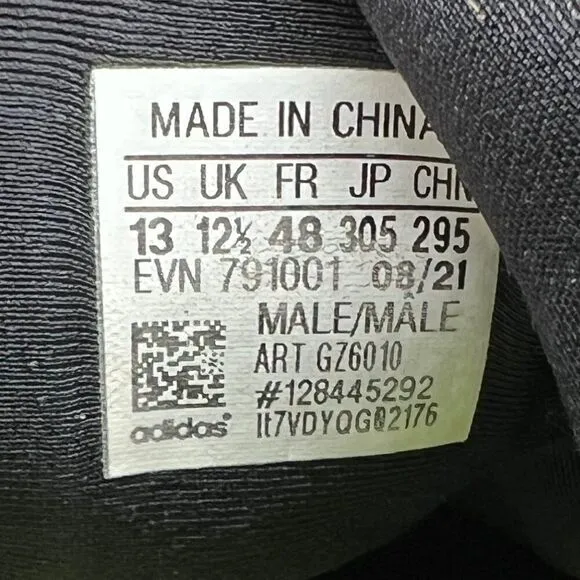 MADE IN CHINA
US UK FR JP CHN
13 12½ 48 305 295
EVN 791001 08/21
MALE/MÂLE
ART GZ6010
#128445292
adidas